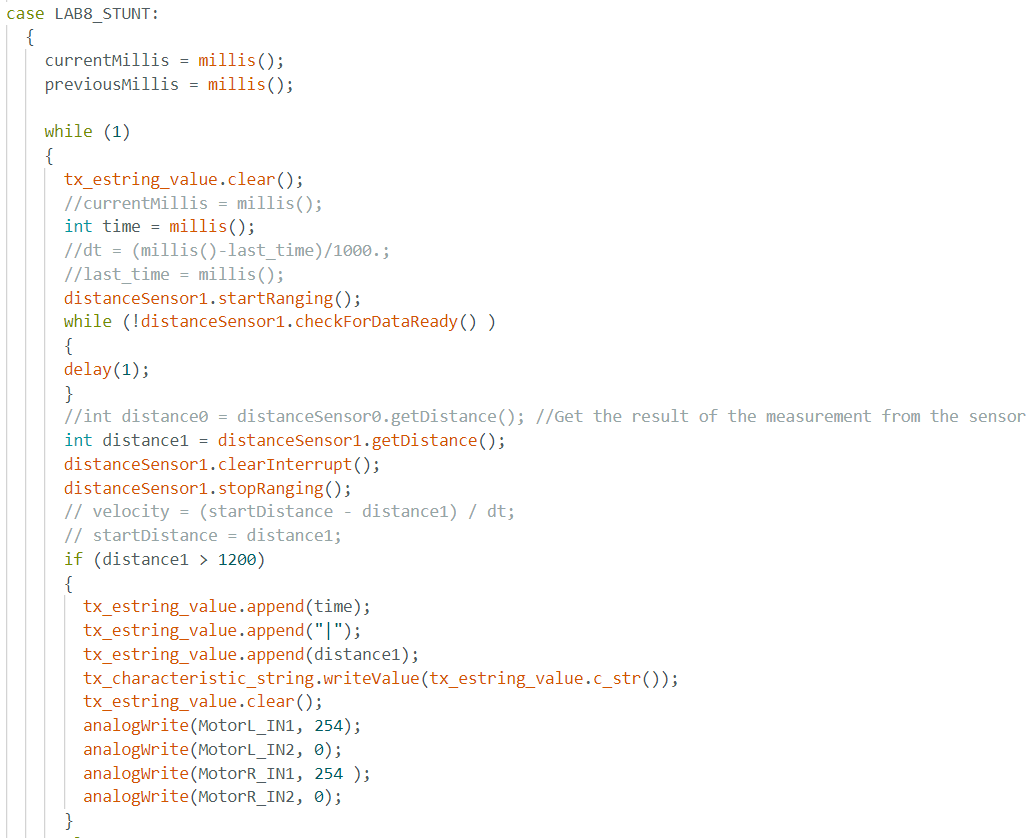 case LAB8_STUNT:
{
currentMillis = millis();
previousMillis = millis();
while (1)
{
tx_estring_value.clear();
//currentMillis = millis();
int time = millis();
//dt = (millis()-last_time)/1000.;
//last_time = millis();
distanceSensor1.startRanging();
while (!distanceSensor1.checkForDataReady() )
{
delay(1);
}
//int distance0 = distanceSensor0.getDistance(); //Get the result of the measurement from the sensor
int distance1 = distanceSensor1.getDistance();
distanceSensor1.clearInterrupt();
distanceSensor1.stopRanging();
// velocity = (startDistance - distance1) / dt;
// startDistance = distance1;
if (distance1 > 1200)
{
tx_estring_value.append(time);
tx_estring_value.append("|");
tx_estring_value.append(distance1);
tx_characteristic_string.writeValue(tx_estring_value.c_str());
tx_estring_value.clear();
analogWrite(MotorL_IN1, 254);
analogWrite(MotorL_IN2, 0);
analogWrite(MotorR_IN1, 254 );
analogWrite(MotorR_IN2, 0);
}